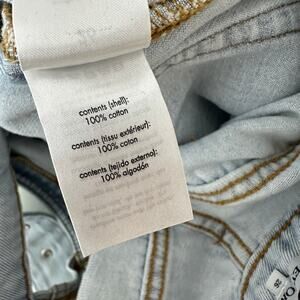 contents (shell):
100% cotton
contents (tissu extérieur):
100% coton
contents (tejido externo):
100% algodón